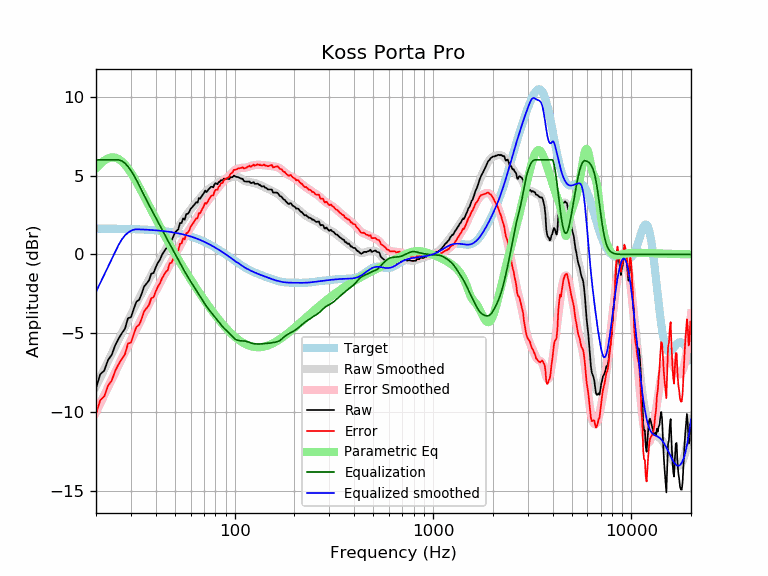 Koss Porta Pro
Amplitude (dBr)
10
5
0
−5
−10
−15
100
1000
10000
Frequency (Hz)
Target
Raw Smoothed
Error Smoothed
Raw
Error
Parametric Eq
Equalization
Equalized smoothed